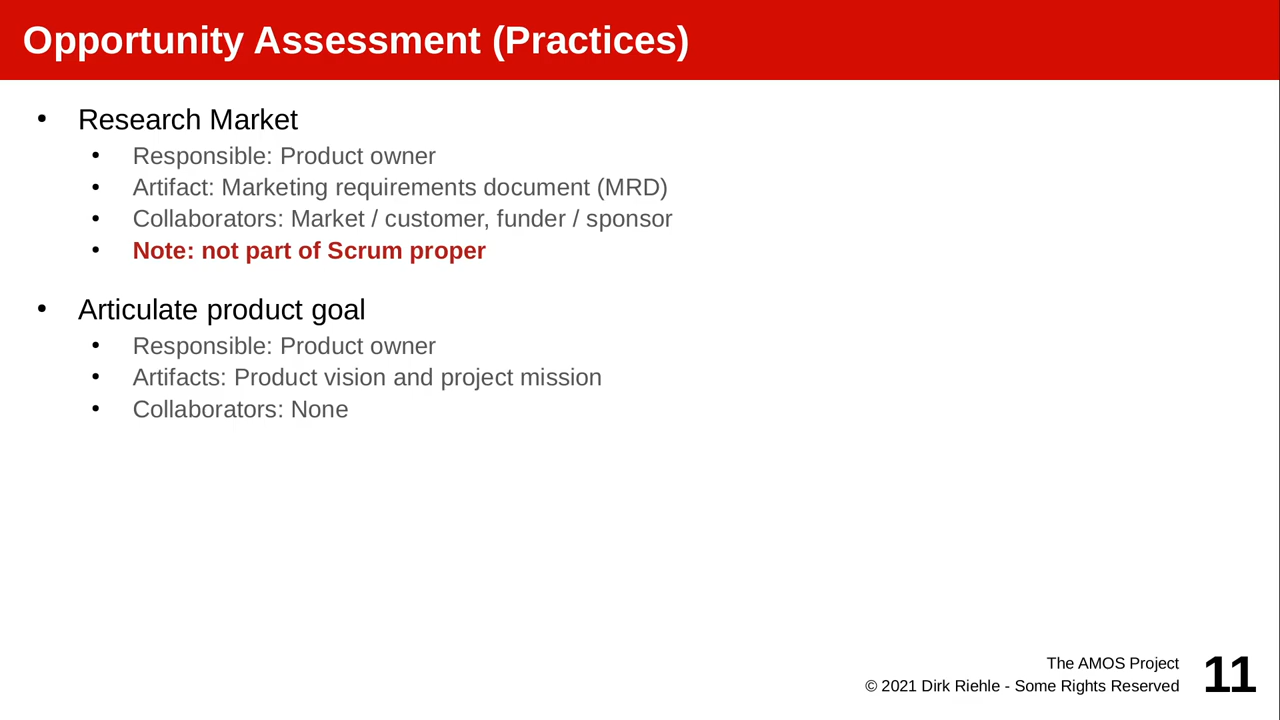 Opportunity Assessment (Practices)
• Research Market
• Responsible: Product owner
• Artifact: Marketing requirements document (MRD)
• Collaborators: Market / customer, funder / sponsor
• Note: not part of Scrum proper
• Articulate product goal
• Responsible: Product owner
• Artifacts: Product vision and project mission
• Collaborators: None
The AMOS Project
© 2021 Dirk Riehle - Some Rights Reserved
11